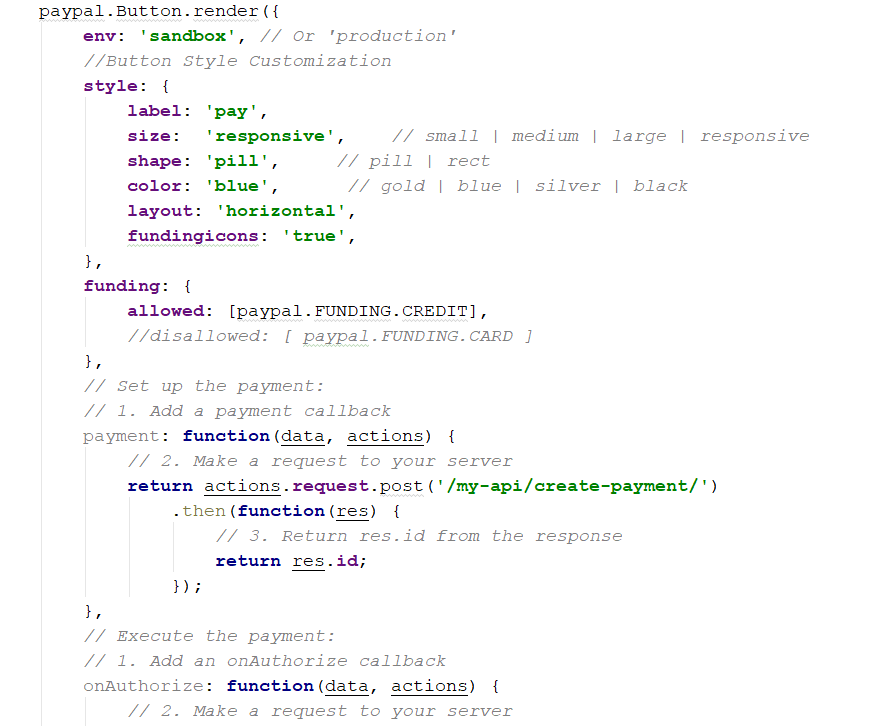 paypal.Button.render({
    env: 'sandbox', // Or 'production'
    //Button Style Customization
    style: {
        label: 'pay',
        size:  'responsive',    // small | medium | large | responsive
        shape: 'pill',     // pill | rect
        color: 'blue',      // gold | blue | silver | black
        layout: 'horizontal',
        fundingicons: 'true',
    },
    funding: {
        allowed: [paypal.FUNDING.CREDIT],
        //disallowed: [ paypal.FUNDING.CARD ]
    },
    // Set up the payment:
    // 1. Add a payment callback
    payment: function(data, actions) {
        // 2. Make a request to your server
        return actions.request.post('/my-api/create-payment/')
            .then(function(res) {
                // 3. Return res.id from the response
                return res.id;
            });
    },
    // Execute the payment:
    // 1. Add an onAuthorize callback
    onAuthorize: function(data, actions) {
        // 2. Make a request to your server